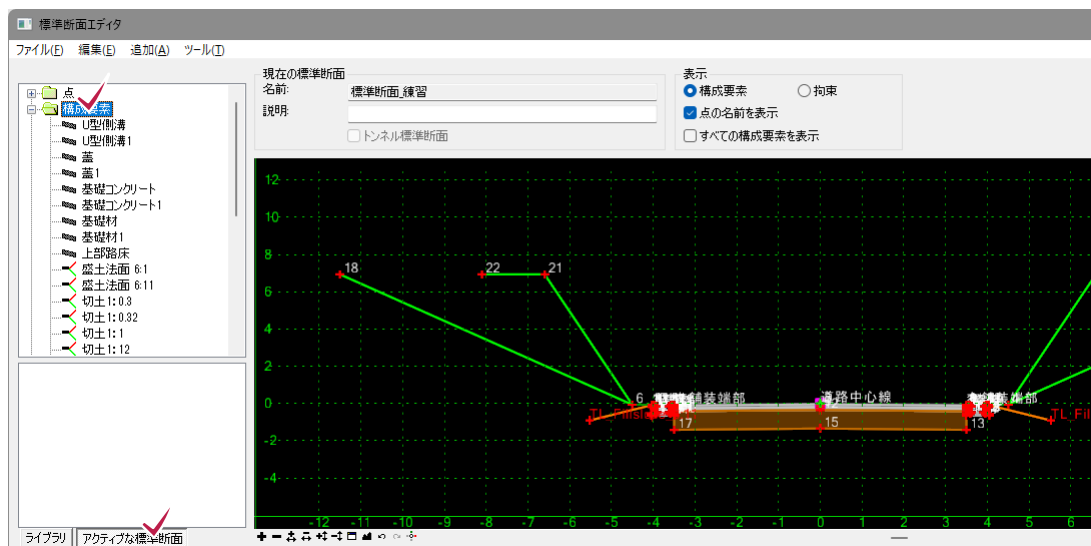 標準断面エディタ
ファイル(F) 編集(E) 追加(A) ツール(T)
点
構成要素
U型側溝
U型側溝1
蓋
蓋1
基礎コンクリート
基礎コンクリート1
基礎材
基礎材1
上部路床
盛土法面 6:1
盛土法面 6:11
切土1:0.3
切土1:0.32
切土1:1
切土1:12
ライブラリ アクティブな標準断面
現在の標準断面
名前: 標準断面_練習
説明:
トンネル標準断面
表示
構成要素 拘束
点の名前を表示
すべての構成要素を表示
12
10
8
6
4
2
0
-2
-4
18 22 21
6 舗装端部 道路中心線 装端部
TL_Fillsl TL_Fil
17 15 13
-12 -11 -10 -9 -8 -7 -6 -5 -4 -3 -2 -1 0 1 2 3 4 5 6